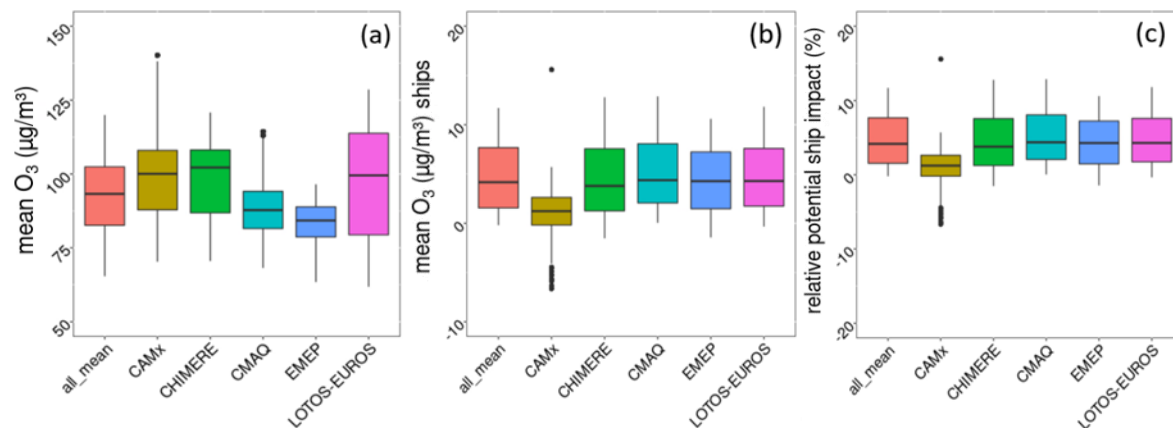 (a)
mean O₃ (µg/m³)
150
125
100
75
50
all_mean
CAMx
CHIMERE
CMAQ
EMEP
LOTOS-EUROS
(b)
mean O₃ (µg/m³) ships
20
10
0
-10
all_mean
CAMx
CHIMERE
CMAQ
EMEP
LOTOS-EUROS
(c)
relative potential ship impact (%)
20
10
0
-10
-20
all_mean
CAMx
CHIMERE
CMAQ
EMEP
LOTOS-EUROS